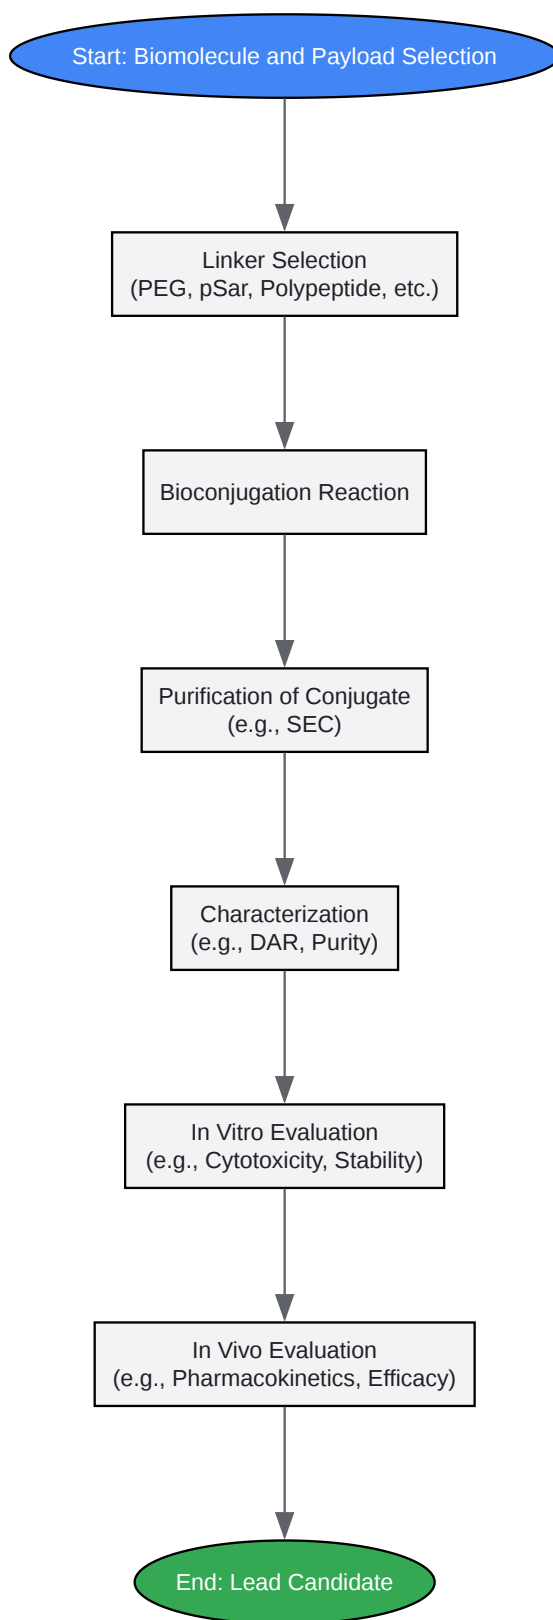 Start: Biomolecule and Payload Selection
Linker Selection
(PEG, pSar, Polypeptide, etc.)
Bioconjugation Reaction
Purification of Conjugate
(e.g., SEC)
Characterization
(e.g., DAR, Purity)
In Vitro Evaluation
(e.g., Cytotoxicity, Stability)
In Vivo Evaluation
(e.g., Pharmacokinetics, Efficacy)
End: Lead Candidate